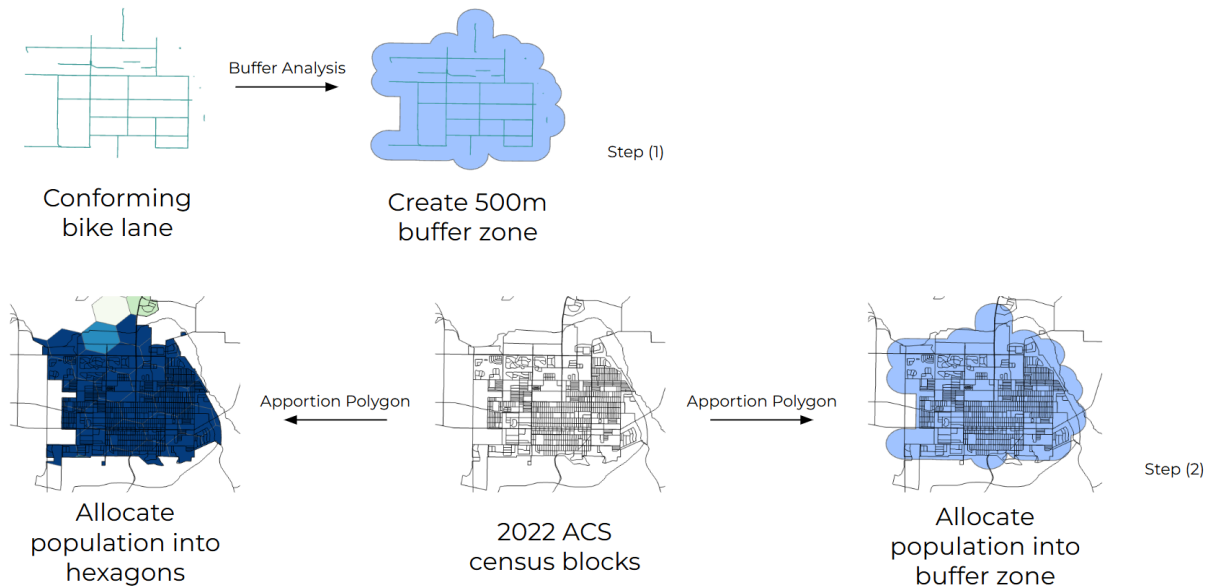 Buffer Analysis
Step (1)
Conforming
bike lane
Create 500m
buffer zone
Apportion Polygon
Apportion Polygon
Step (2)
Allocate
population into
hexagons
2022 ACS
census blocks
Allocate
population into
buffer zone